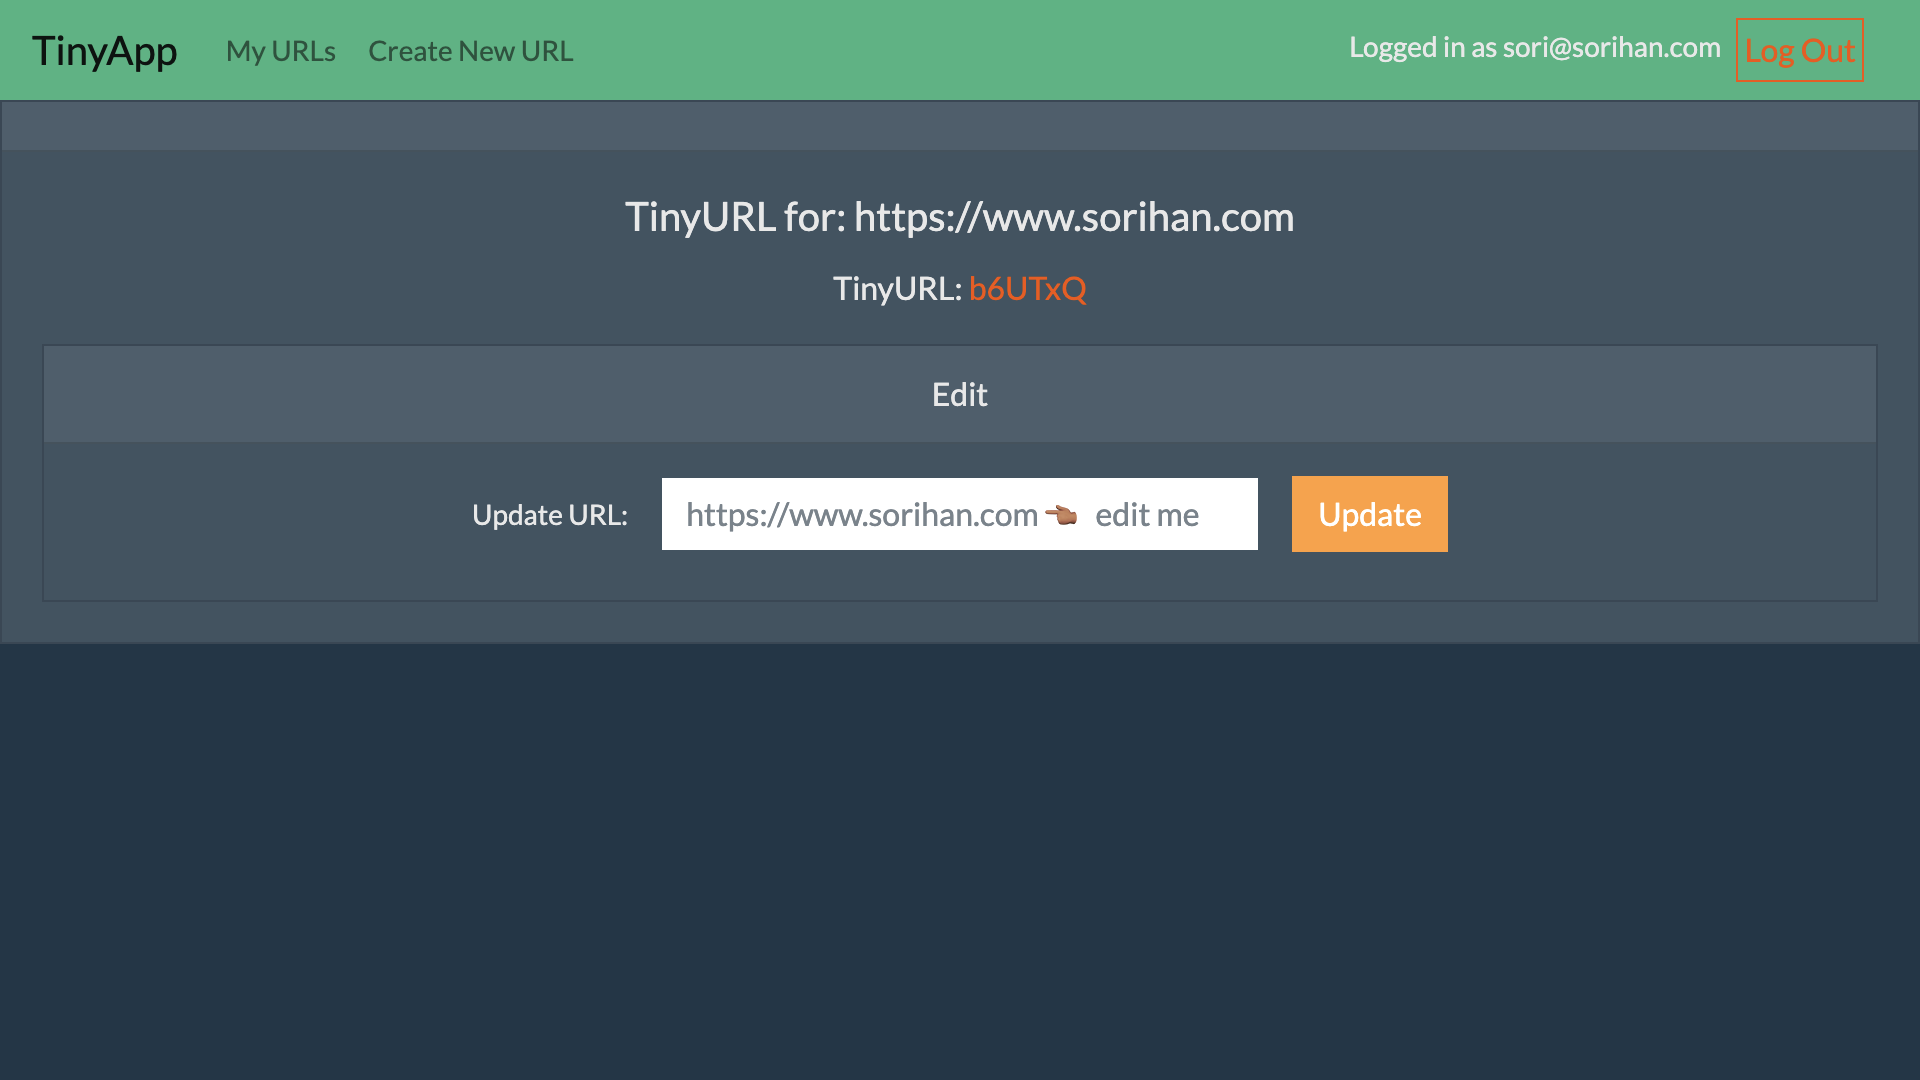 TinyApp My URLs Create New URL Logged in as sori@sorihan.com Log Out
TinyURL for: https://www.sorihan.com
TinyURL: b6UTxQ
Edit
Update URL: https://www.sorihan.com 👈🏾 edit me Update